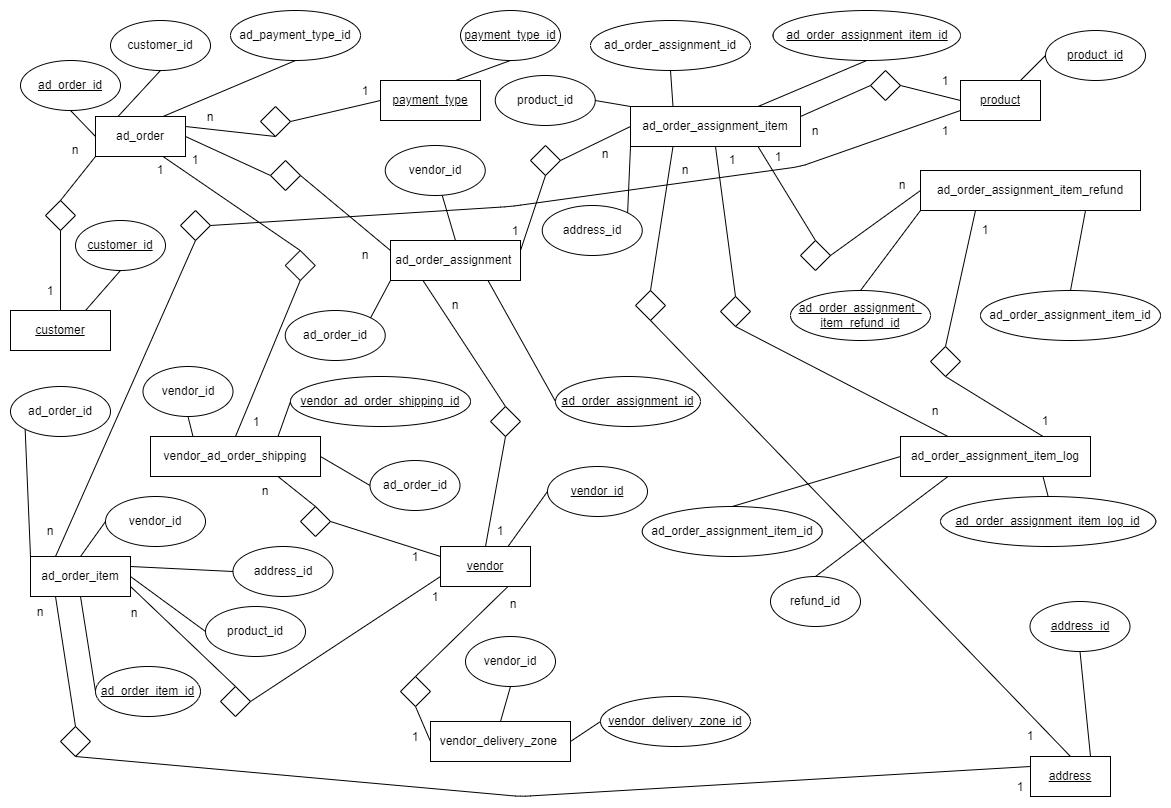 customer_id
ad_payment_type_id
payment_type_id
ad_order_assignment_id
ad_order_assignment_item_id
product_id
ad_order_id
1
1
payment_type
product_id
product
n
ad_order
ad_order_assignment_item
n
1
n
1
n
1
1
1
n
vendor_id
n
ad_order_assignment_item_refund
customer_id
address_id
1
1
n
ad_order_assignment
1
n
customer
ad_order_id
ad_order_assignment_
item_refund_id
ad_order_assignment_item_id
vendor_id
vendor_ad_order_shipping_id
ad_order_assignment_id
ad_order_id
1
n
1
vendor_ad_order_shipping
ad_order_assignment_item_log
n
ad_order_id
vendor_id
n
vendor_id
1
ad_order_assignment_item_id
ad_order_assignment_item_log_id
1
ad_order_item
address_id
vendor
n
n
1
n
refund_id
product_id
address_id
vendor_id
ad_order_item_id
vendor_delivery_zone_id
1
vendor_delivery_zone
1
address
1